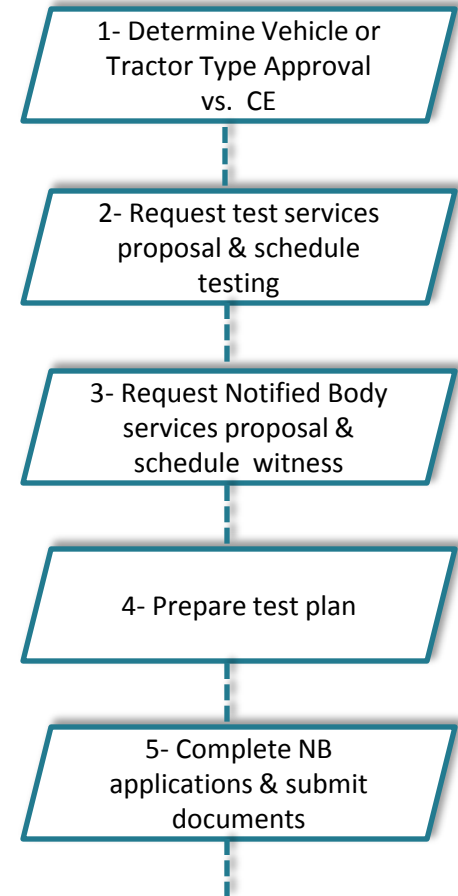 1- Determine Vehicle or
Tractor Type Approval
vs. CE
2- Request test services
proposal & schedule
testing
3- Request Notified Body
services proposal &
schedule witness
4- Prepare test plan
5- Complete NB
applications & submit
documents